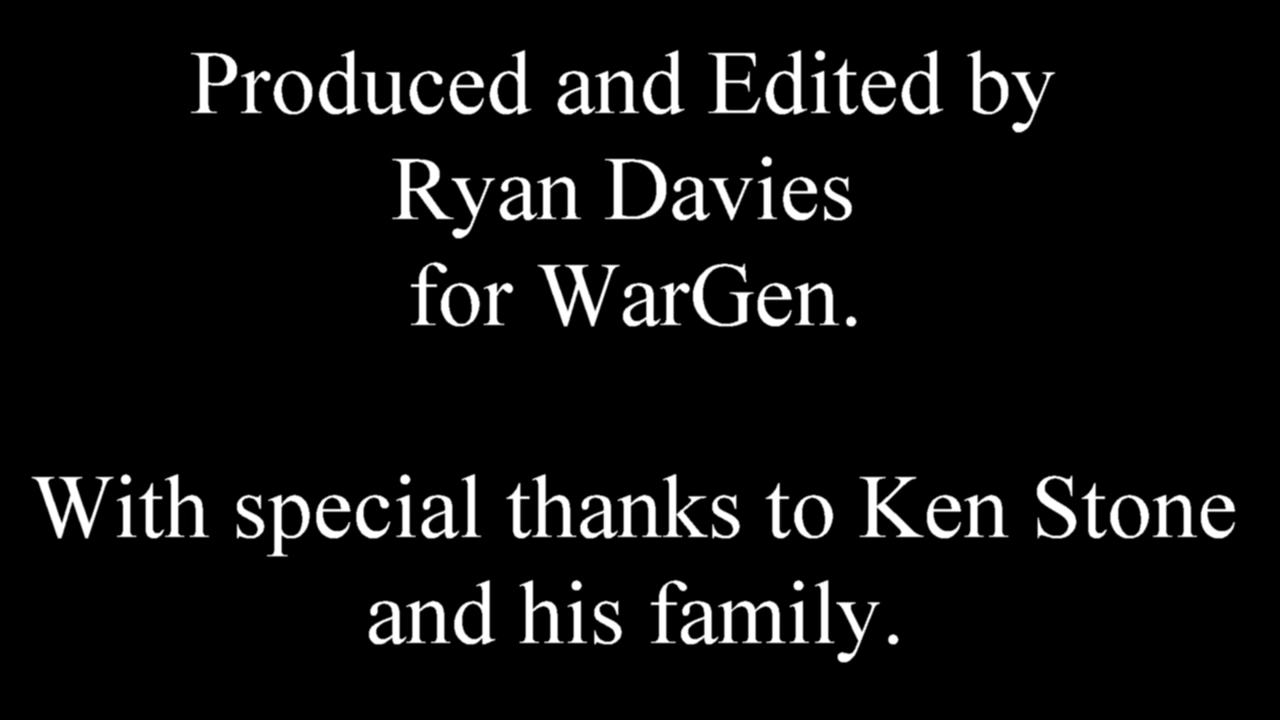 Produced and Edited by
Ryan Davies
for WarGen.
With special thanks to Ken Stone
and his family.